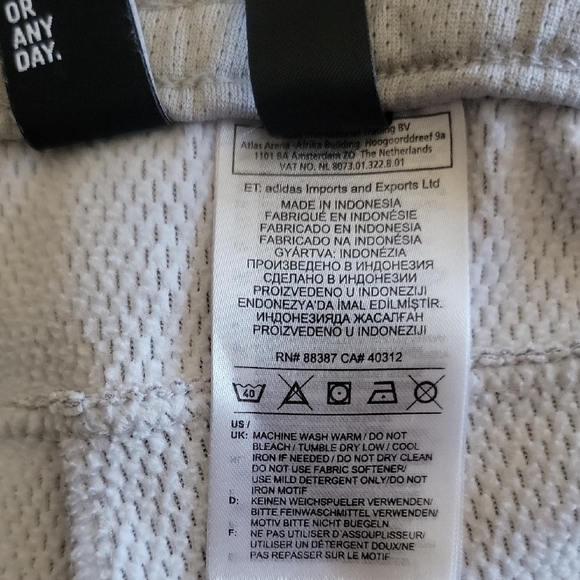 OR
ANY
DAY.
Trading BV
Atlas Arena -Afrika Building Hoogoorddreef 9a
1101 BA Amsterdam ZO The Netherlands
VAT NO. NL 8073.01.322.B.01
ET: adidas Imports and Exports Ltd
MADE IN INDONESIA
FABRIQUÉ EN INDONÉSIE
FABRICADO EN INDONESIA
FABRICADO NA INDONÉSIA
GYÁRTVA: INDONÉZIA
ПРОИЗВЕДЕНО В ИНДОНЕЗИЯ
СДЕЛАНО В ИНДОНЕЗИИ
PROIZVEDENO U INDONEZIJI
ENDONEZYA'DA İMAL EDİLMİŞTİR.
ИНДОНЕЗИЯДА ЖАСАЛҒАН
PROIZVEDENO U INDONEZIJI
RN# 88387 CA# 40312
40
US /
UK: MACHINE WASH WARM / DO NOT
BLEACH / TUMBLE DRY LOW / COOL
IRON IF NEEDED / DO NOT DRY CLEAN
DO NOT USE FABRIC SOFTENER/
USE MILD DETERGENT ONLY/DO NOT
IRON MOTIF
D: KEINEN WEICHSPUELER VERWENDEN/
BITTE FEINWASCHMITTEL VERWENDEN/
MOTIV BITTE NICHT BUEGELN
F: NE PAS UTILISER D'ASSOUPLISSEUR/
UTILISER UN DÉTERGENT DOUX/NE
PAS REPASSER SUR LE MOTIF